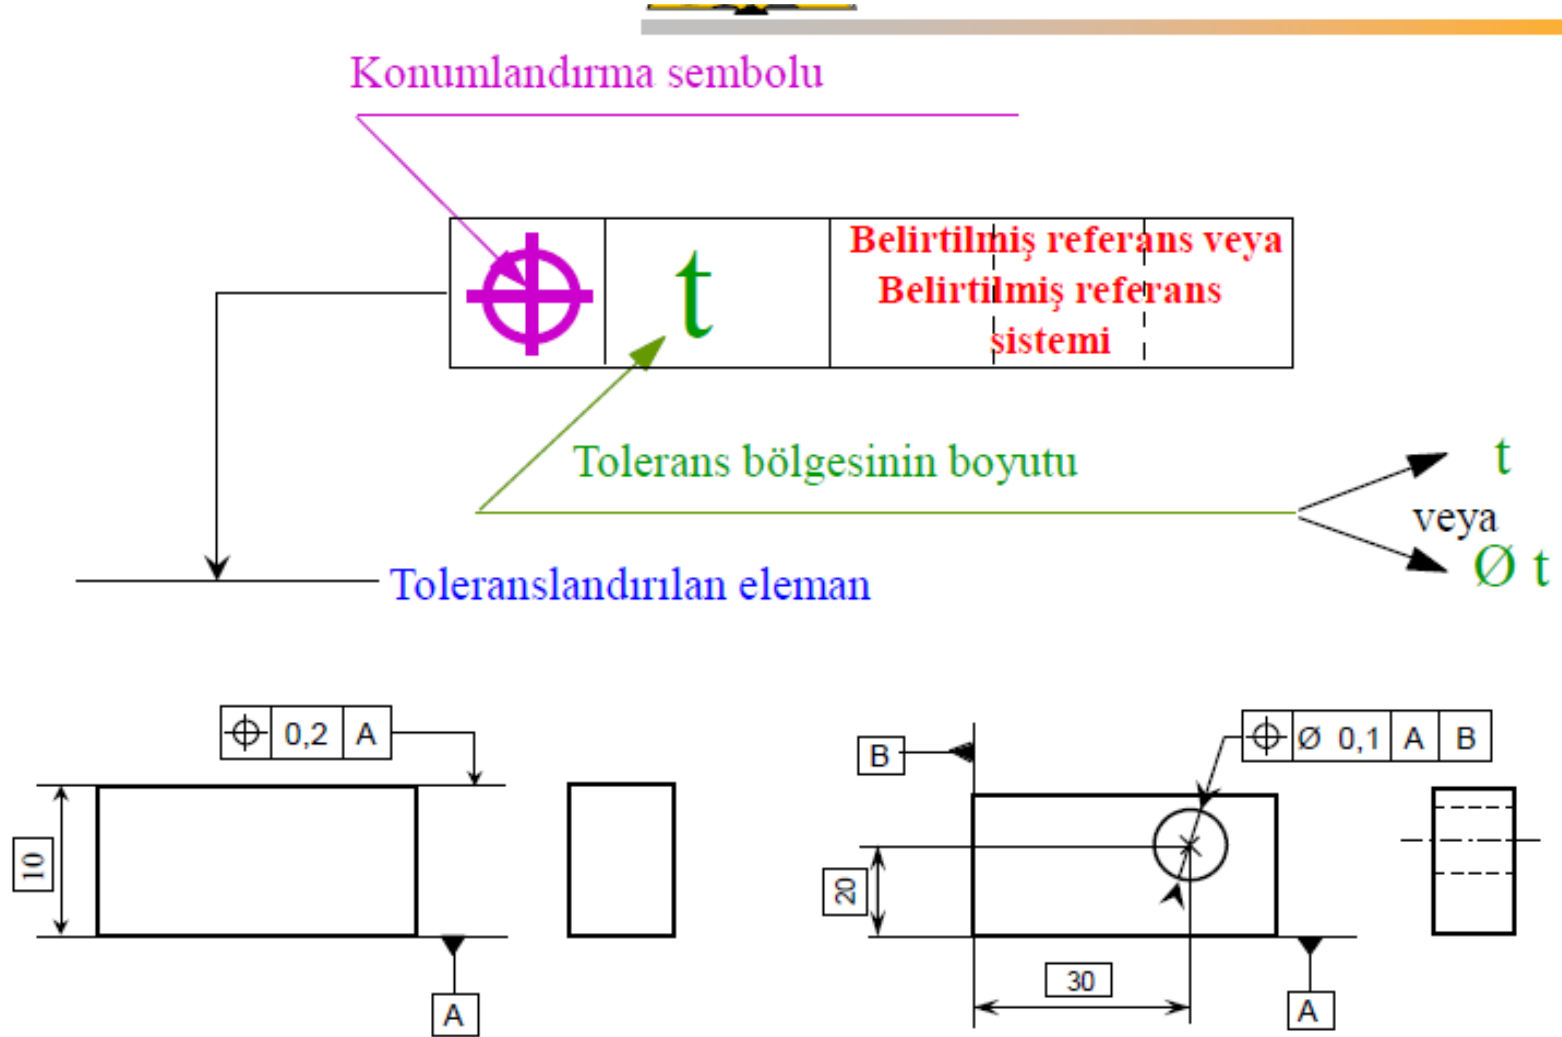 Konumlandırma sembolu
t
Belirtilmiş referans veya
Belirtilmiş referans
sistemi
Tolerans bölgesinin boyutu
t
veya
Ø t
Toleranslandırılan eleman
0,2 A
10
A
B
Ø 0,1 A B
20
30
A